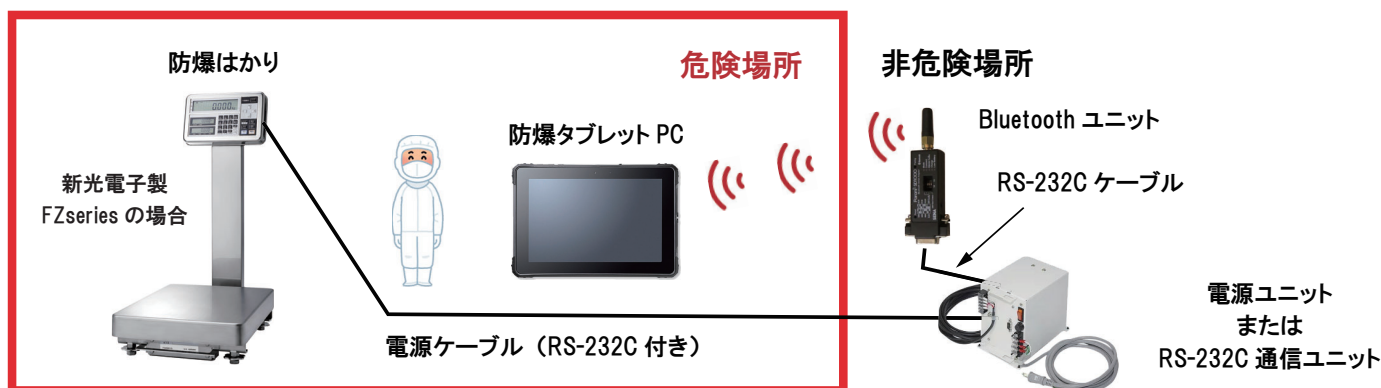 防爆はかり
危険場所
非危険場所
防爆タブレット PC
Bluetooth ユニット
RS-232C ケーブル
新光電子製
FZseries の場合
電源ケーブル (RS-232C 付き)
電源ユニット
または
RS-232C 通信ユニット